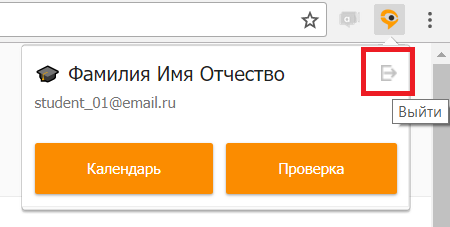 Фамилия Имя Отчество
student_01@email.ru
Выйти
Календарь
Проверка